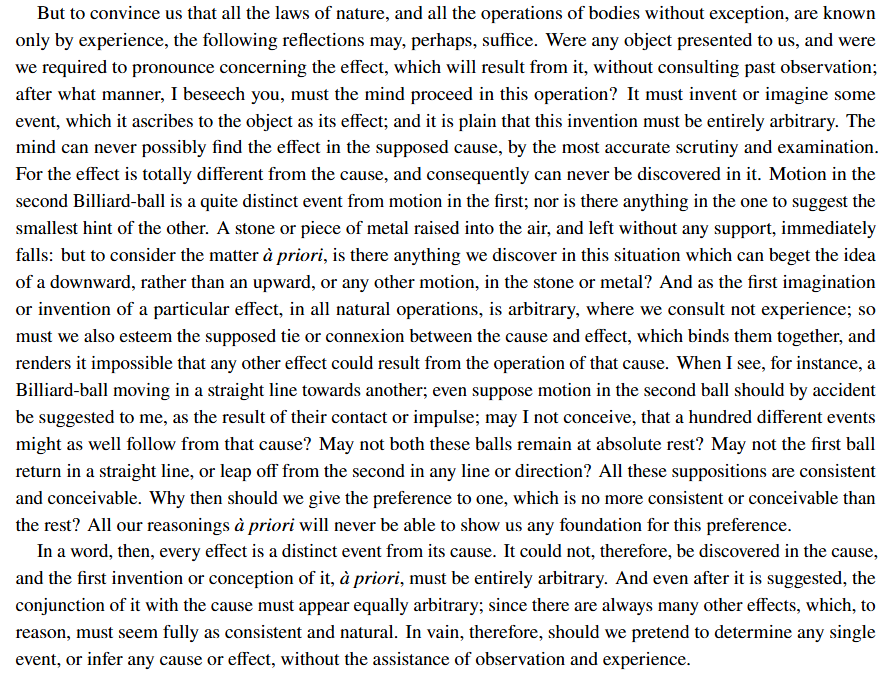 But to convince us that all the laws of nature, and all the operations of bodies without exception, are known
only by experience, the following reflections may, perhaps, suffice. Were any object presented to us, and were
we required to pronounce concerning the effect, which will result from it, without consulting past observation;
after what manner, I beseech you, must the mind proceed in this operation? It must invent or imagine some
event, which it ascribes to the object as its effect; and it is plain that this invention must be entirely arbitrary. The
mind can never possibly find the effect in the supposed cause, by the most accurate scrutiny and examination.
For the effect is totally different from the cause, and consequently can never be discovered in it. Motion in the
second Billiard-ball is a quite distinct event from motion in the first; nor is there anything in the one to suggest the
smallest hint of the other. A stone or piece of metal raised into the air, and left without any support, immediately
falls: but to consider the matter à priori, is there anything we discover in this situation which can beget the idea
of a downward, rather than an upward, or any other motion, in the stone or metal? And as the first imagination
or invention of a particular effect, in all natural operations, is arbitrary, where we consult not experience; so
must we also esteem the supposed tie or connexion between the cause and effect, which binds them together, and
renders it impossible that any other effect could result from the operation of that cause. When I see, for instance, a
Billiard-ball moving in a straight line towards another; even suppose motion in the second ball should by accident
be suggested to me, as the result of their contact or impulse; may I not conceive, that a hundred different events
might as well follow from that cause? May not both these balls remain at absolute rest? May not the first ball
return in a straight line, or leap off from the second in any line or direction? All these suppositions are consistent
and conceivable. Why then should we give the preference to one, which is no more consistent or conceivable than
the rest? All our reasonings à priori will never be able to show us any foundation for this preference.
In a word, then, every effect is a distinct event from its cause. It could not, therefore, be discovered in the cause,
and the first invention or conception of it, à priori, must be entirely arbitrary. And even after it is suggested, the
conjunction of it with the cause must appear equally arbitrary; since there are always many other effects, which, to
reason, must seem fully as consistent and natural. In vain, therefore, should we pretend to determine any single
event, or infer any cause or effect, without the assistance of observation and experience.